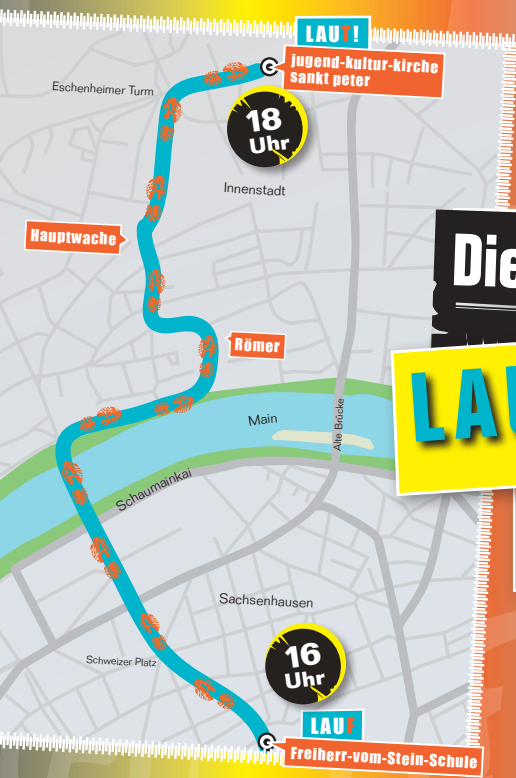 LAUT!
jugend-kultur-kirche
sankt peter
Eschenheimer Turm
18
Uhr
Innenstadt
Hauptwache
Die
Römer
LAU
Main
Alte Brücke
Schaumainkai
Sachsenhausen
16
Uhr
Schweizer Platz
LAUF
Freiherr-vom-Stein-Schule